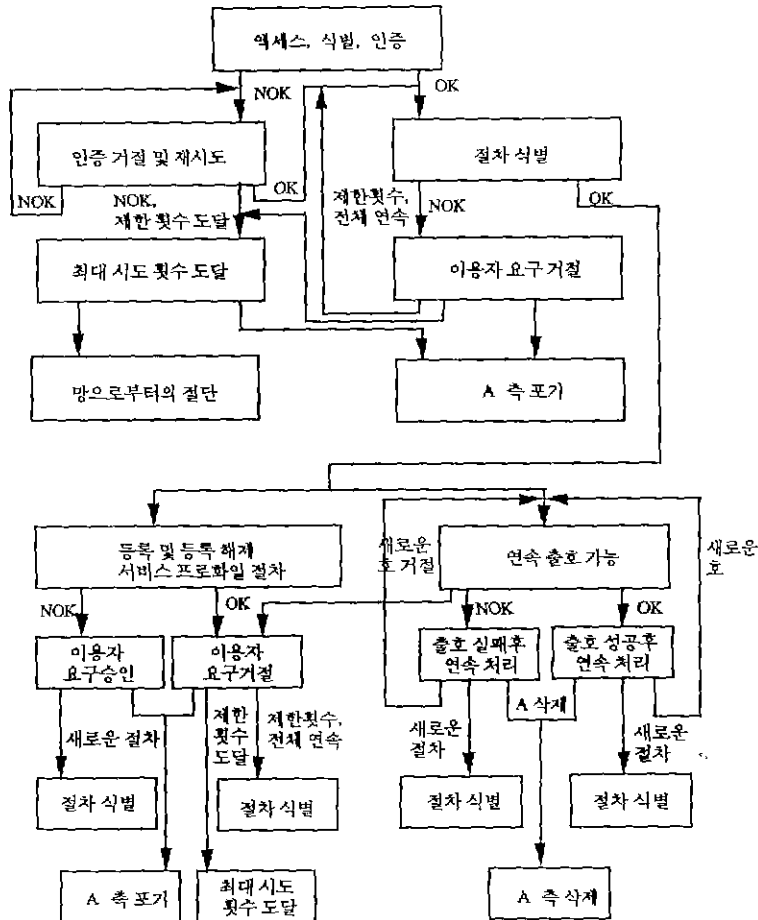 액세스, 식별, 인증
NOK
OK
인증 거절 및 재시도
절차 식별
NOK
NOK,
제한 횟수 도달
OK
제한횟수,
전체 연속
NOK
OK
최대 시도 횟수 도달
이용자 요구 거절
망으로부터의 절단
A 측 포기
등록 및 등록 해제
서비스 프로화일 절차
새로운
호 거절
연속 출호 가능
새로운
호
NOK
OK
NOK
OK
이용자
요구승인
이용자
요구거절
출호 실패후
연속 처리
출호 성공후
연속 처리
새로운 절차
제한
횟수
도달
제한횟수,
전체 연속
새로운
절차
A 삭제
새로운
절차
절차 식별
절차 식별
절차 식별
절차 식별
A 측 포기
최대 시도
횟수 도달
A 측 삭제